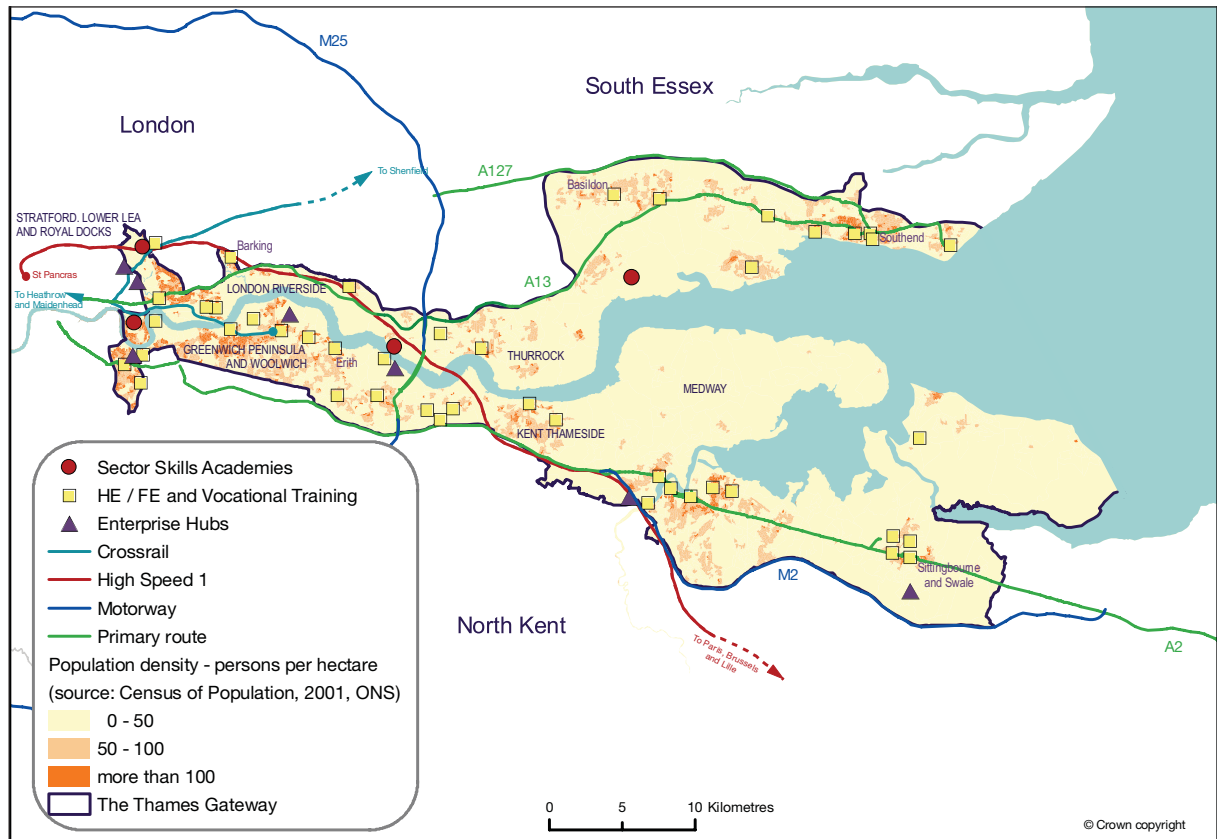 M25
South Essex
London
To Shenfield
A127
Basildon
STRATFORD. LOWER LEA
AND ROYAL DOCKS
Barking
Southend
St Pancras
A13
To Heathrow
and Maidenhead
LONDON RIVERSIDE
GREENWICH PENINSULA
AND WOOLWICH
Erith
THURROCK
MEDWAY
KENT THAMESIDE
Sittingbourne
and Swale
M2
North Kent
To Paris, Brussels
and Lille
A2
Sector Skills Academies
HE / FE and Vocational Training
Enterprise Hubs
Crossrail
High Speed 1
Motorway
Primary route
Population density - persons per hectare
(source: Census of Population, 2001, ONS)
0 - 50
50 - 100
more than 100
The Thames Gateway
0 5 10 Kilometres
© Crown copyright